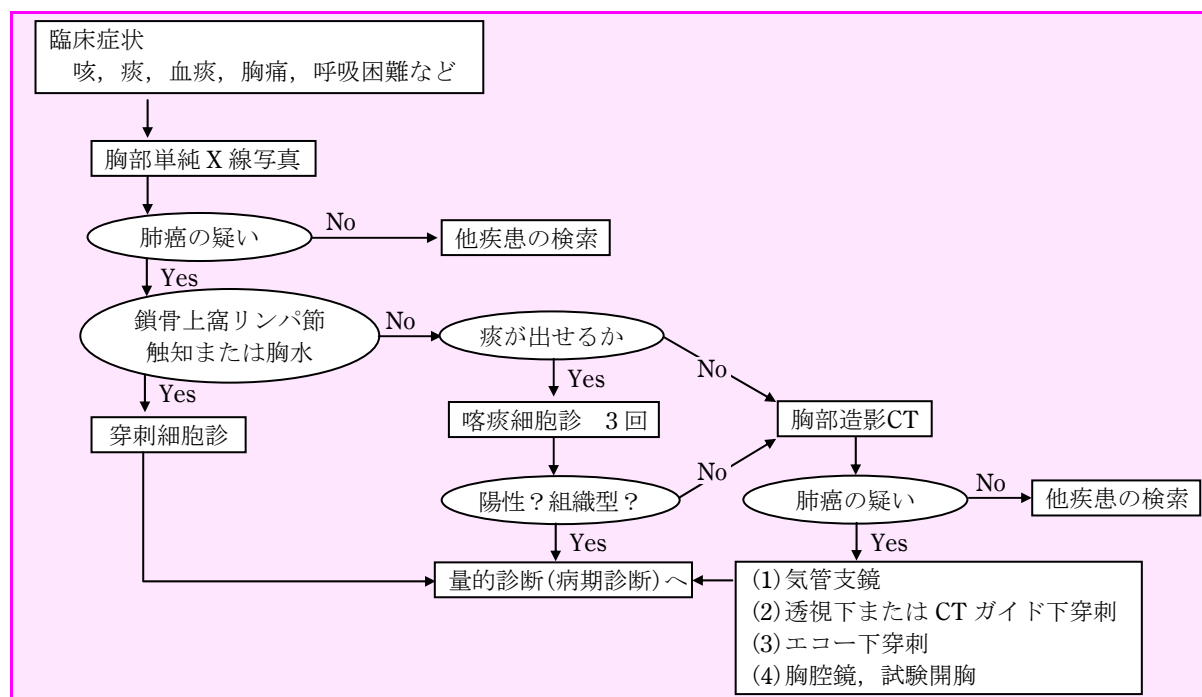 臨床症状
咳，痰，血痰，胸痛，呼吸困難など
胸部単純 X 線写真
肺癌の疑い
No
他疾患の検索
Yes
鎖骨上窩リンパ節
触知または胸水
No
痰が出せるか
No
Yes
Yes
穿刺細胞診
喀痰細胞診　3 回
胸部造影CT
No
陽性？組織型？
肺癌の疑い
No
他疾患の検索
Yes
Yes
量的診断(病期診断)へ
(1)気管支鏡
(2)透視下または CT ガイド下穿刺
(3)エコー下穿刺
(4)胸腔鏡，試験開胸